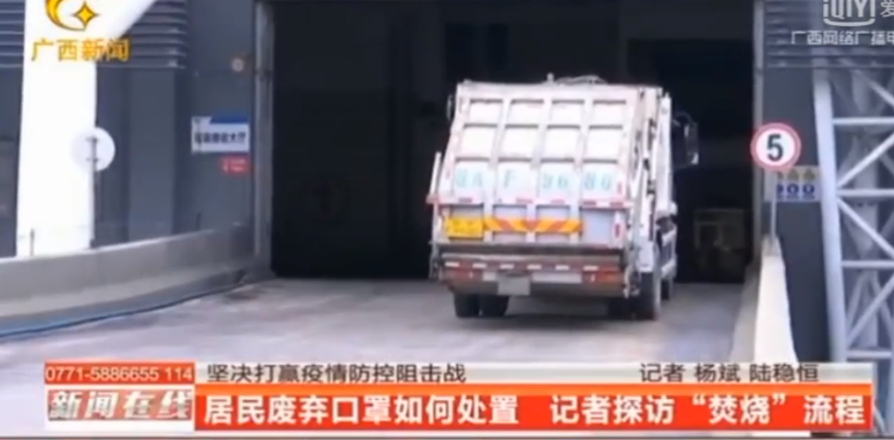 广西新闻
iQIYI 爱
广西网络广播电
5
0771-5886655 114
坚决打赢疫情防控阻击战
记者 杨斌 陆稳恒
新闻在线
居民废弃口罩如何处置 记者探访“焚烧”流程